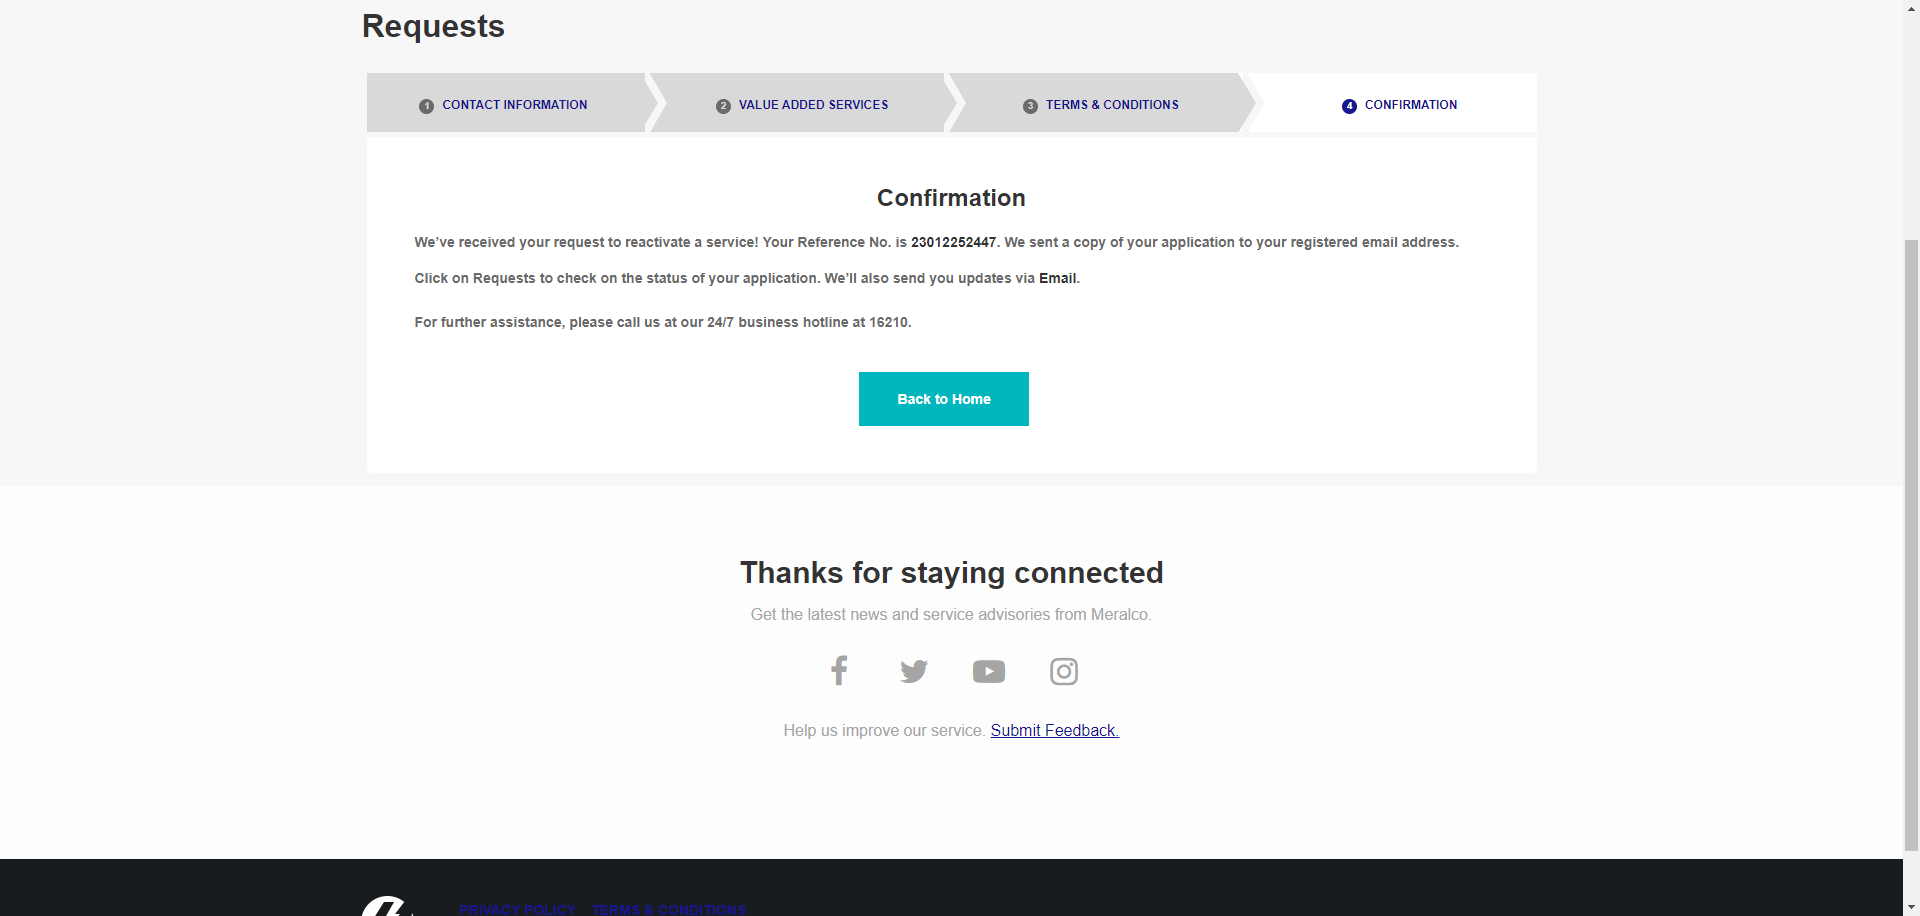 Requests
1 CONTACT INFORMATION
2 VALUE ADDED SERVICES
3 TERMS & CONDITIONS
4 CONFIRMATION
Confirmation
We’ve received your request to reactivate a service! Your Reference No. is 23012252447. We sent a copy of your application to your registered email address.
Click on Requests to check on the status of your application. We’ll also send you updates via Email.
For further assistance, please call us at our 24/7 business hotline at 16210.
Back to Home
Thanks for staying connected
Get the latest news and service advisories from Meralco.
Help us improve our service. Submit Feedback.
PRIVACY POLICY TERMS & CONDITIONS